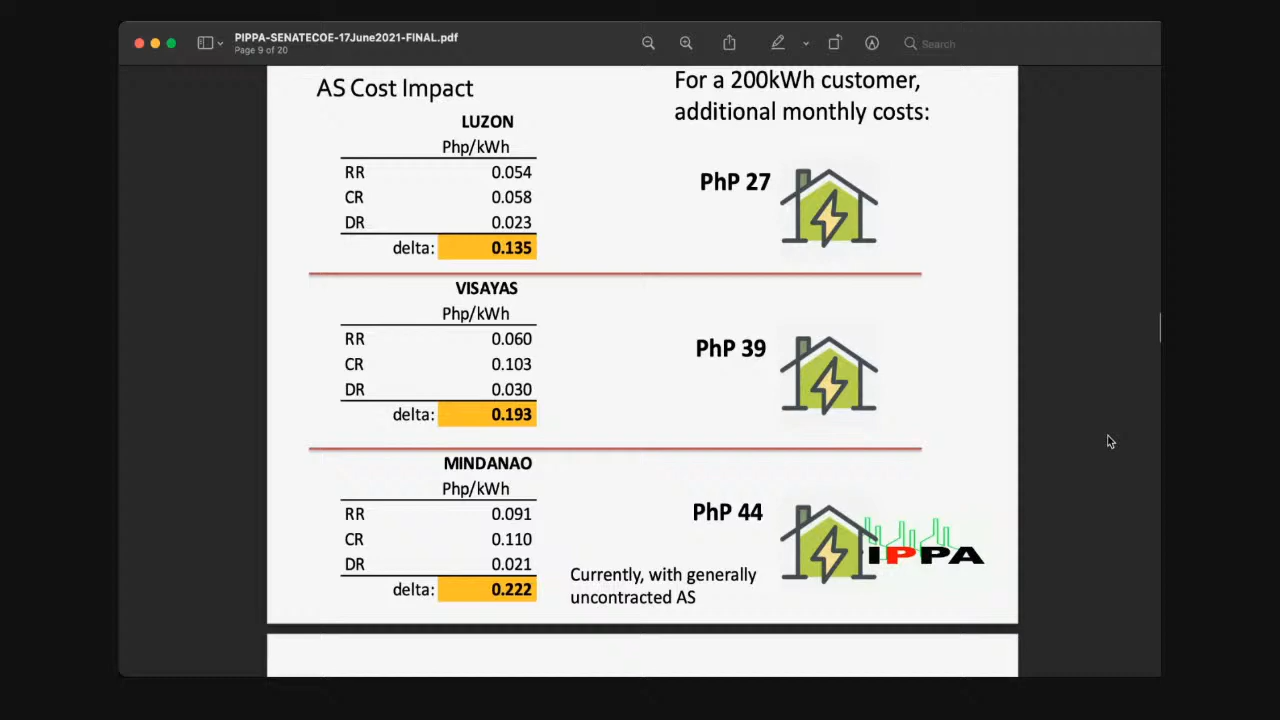 PIPPA-SENATECOE-17June2021-FINAL.pdf
Page 9 of 20
Search
AS Cost Impact
For a 200kWh customer,
additional monthly costs:
LUZON
Php/kWh
RR 0.054
CR 0.058
DR 0.023
delta: 0.135
PhP 27
VISAYAS
Php/kWh
RR 0.060
CR 0.103
DR 0.030
delta: 0.193
PhP 39
MINDANAO
Php/kWh
RR 0.091
CR 0.110
DR 0.021
delta: 0.222
PhP 44
Currently, with generally
uncontracted AS
PIPPA